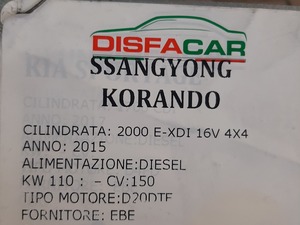 DISFACAR
SSANGYONG
KORANDO
CILINDRATA: 2000 E-XDI 16V 4X4
ANNO: 2015
ALIMENTAZIONE:DIESEL
KW 110 : - CV:150
TIPO MOTORE:D20DTF
FORNITORE: EBE